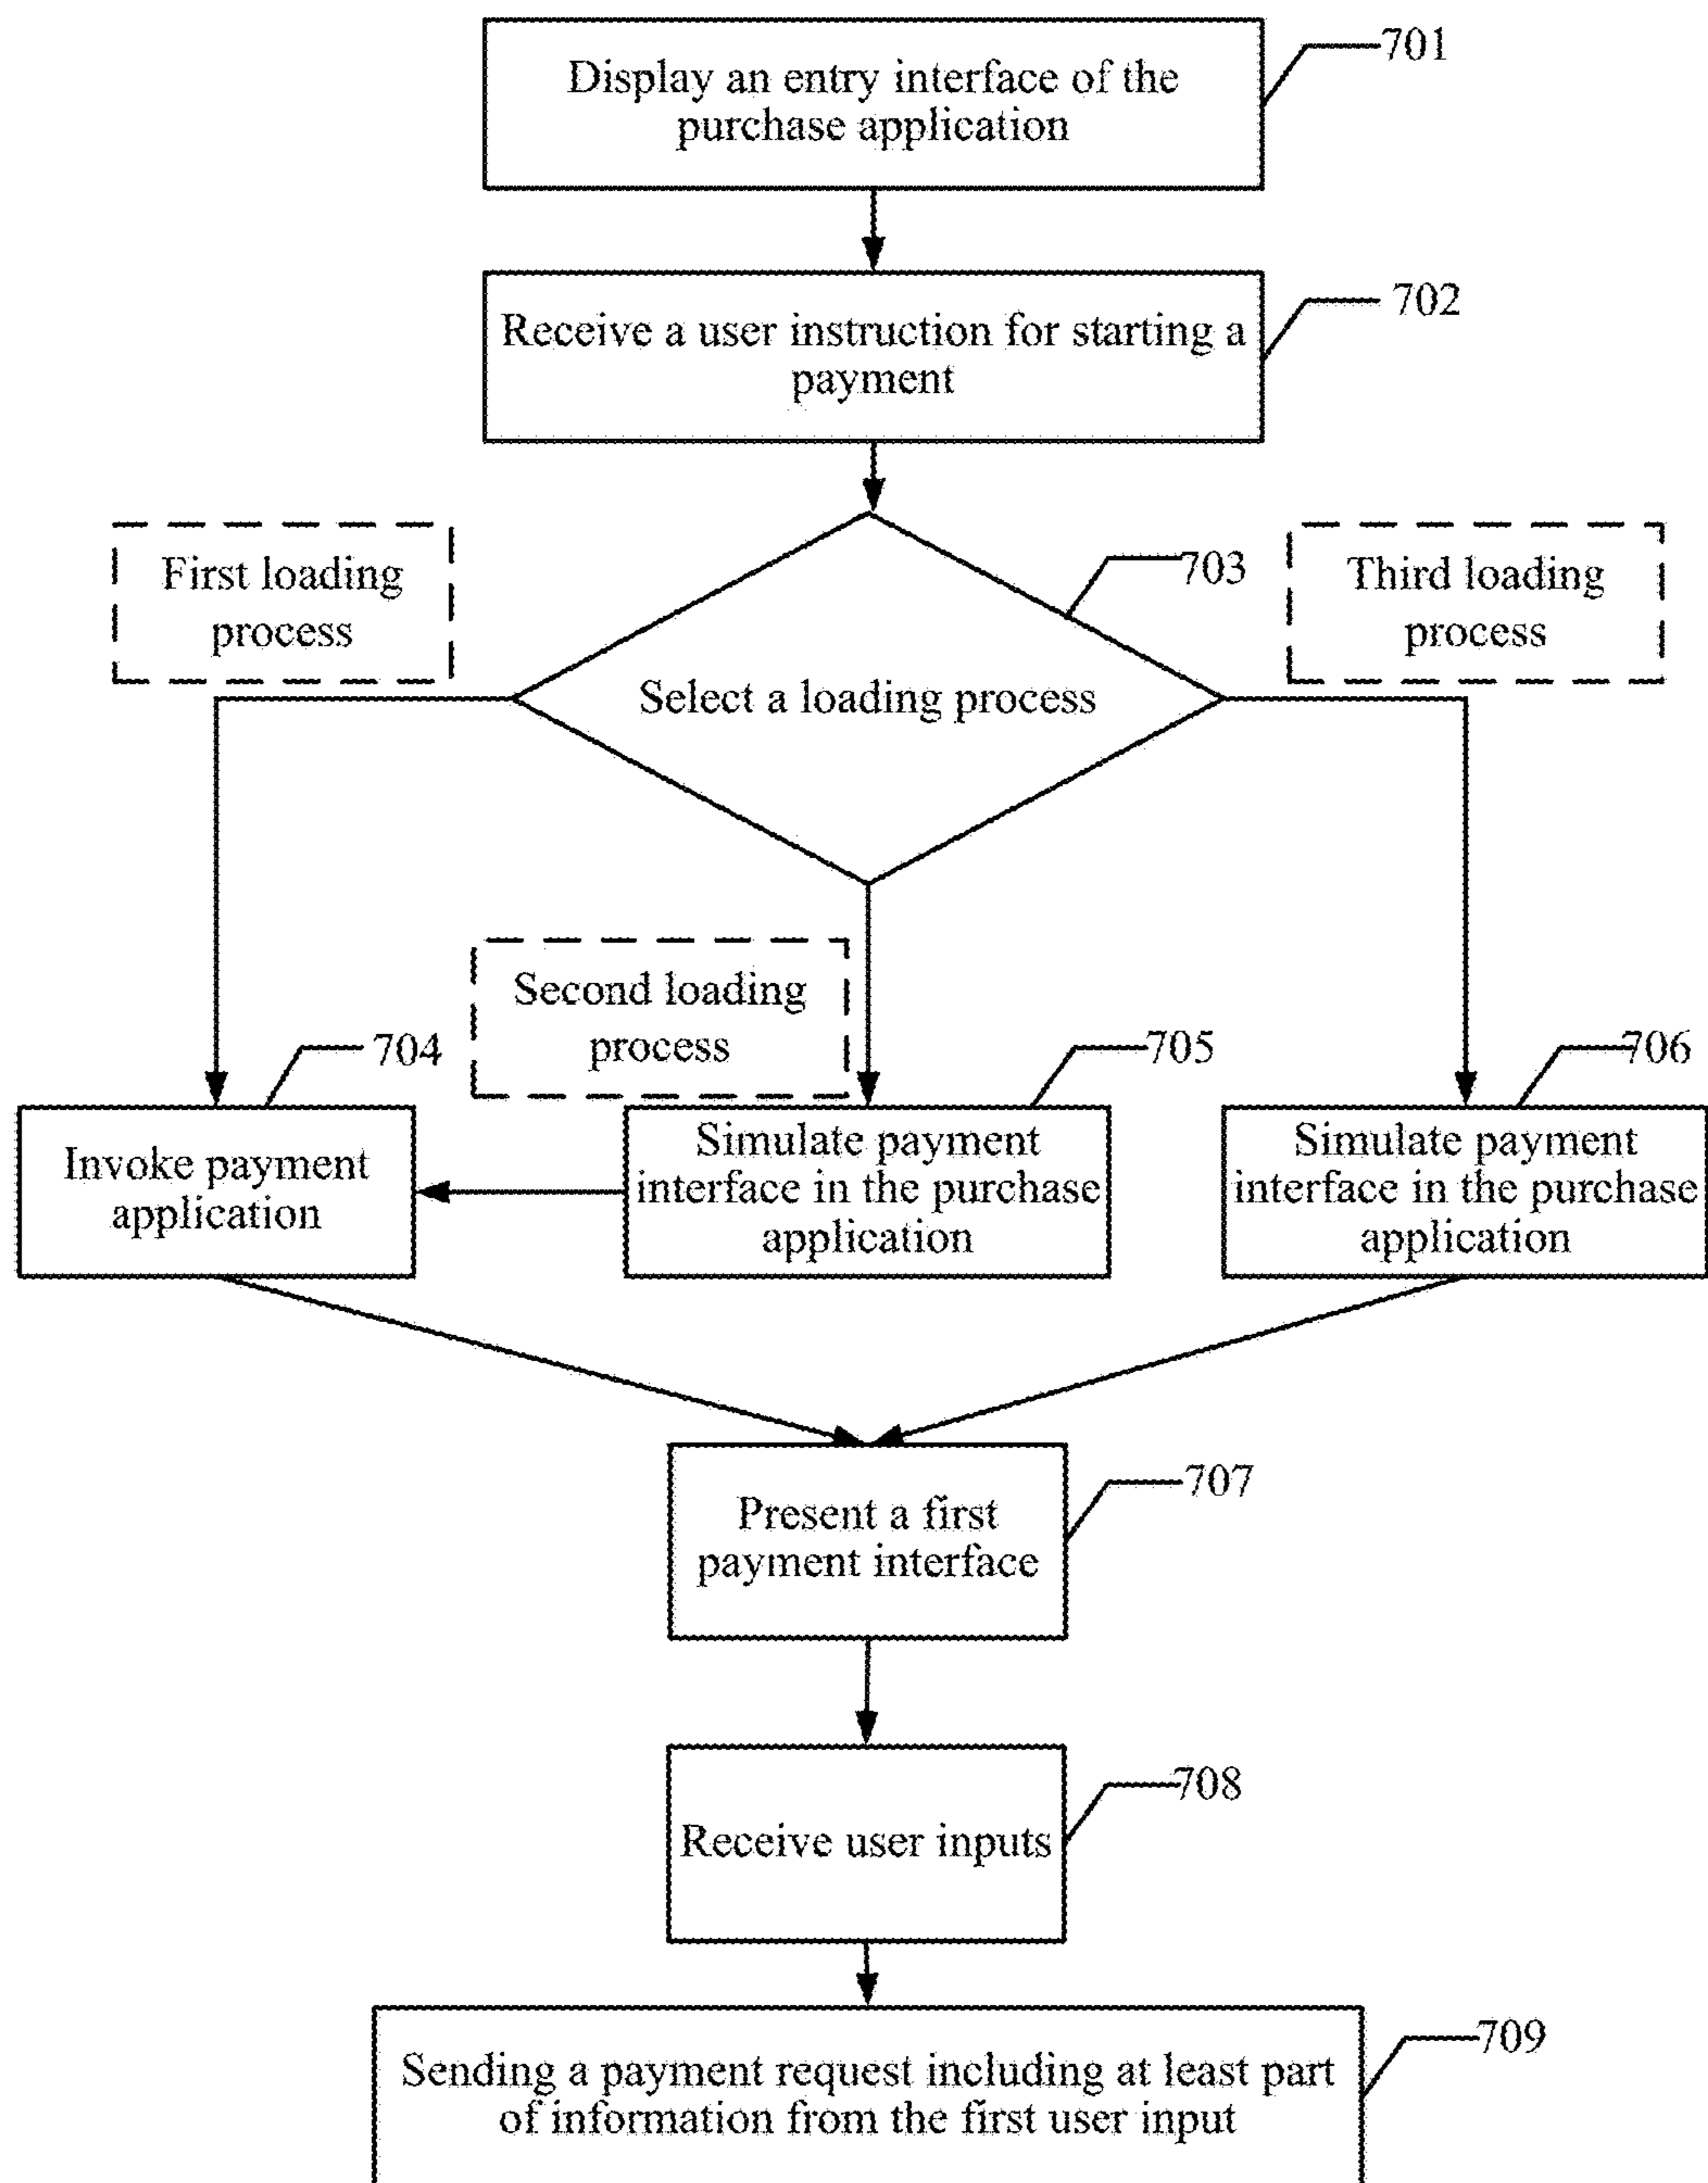 Display an entry interface of the
purchase application
701
Receive a user instruction for starting a
payment
702
First loading
process
703
Third loading
process
Select a loading process
Second loading
process
704
705
706
Invoke payment
application
Simulate payment
interface in the purchase
application
Simulate payment
interface in the purchase
application
707
Present a first
payment interface
708
Receive user inputs
709
Sending a payment request including at least part
of information from the first user input